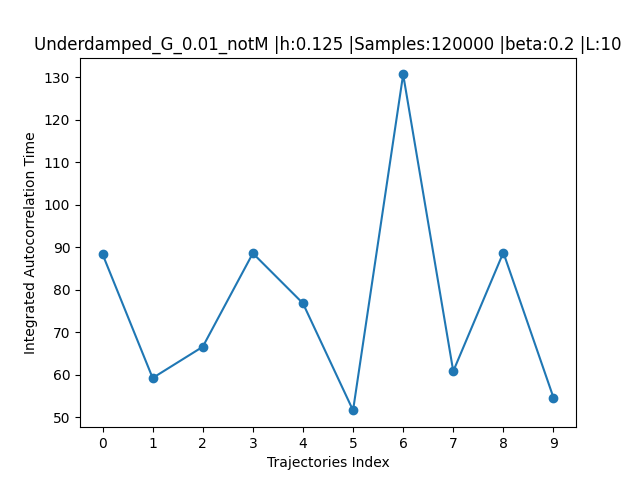 Underdamped_G_0.01_notM |h:0.125 |Samples:120000 |beta:0.2 |L:10
130
120
110
100
90
80
70
60
50
Integrated Autocorrelation Time
0 1 2 3 4 5 6 7 8 9
Trajectories Index